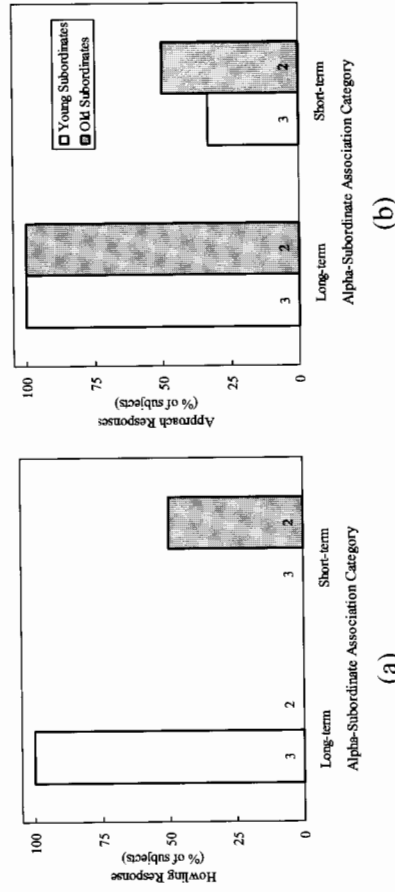 Howling Response
(% of subjects)
100
75
50
25
0
3
2
3
2
Long-term
Short-term
Alpha-Subordinate Association Category
(a)
Approach Responses
(% of subjects)
100
75
50
25
0
Young Subordinates
Old Subordinates
3
2
3
2
Long-term
Short-term
Alpha-Subordinate Association Category
(b)